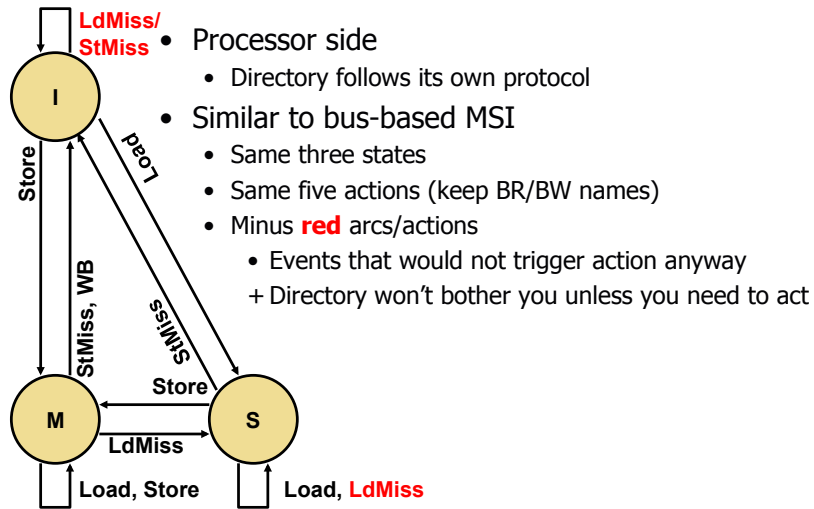 LdMiss/
StMiss
• Processor side
• Directory follows its own protocol
I
• Similar to bus-based MSI
Load
• Same three states
Store
• Same five actions (keep BR/BW names)
• Minus red arcs/actions
• Events that would not trigger action anyway
+ Directory won't bother you unless you need to act
StMiss, WB
StMiss
Store
M
S
LdMiss
Load, Store
Load, LdMiss